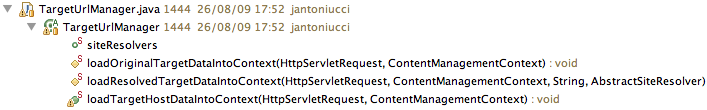 TargetUrlManager.java 1444 26/08/09 17:52 jantoniucci
TargetUrlManager 1444 26/08/09 17:52 jantoniucci
siteResolvers
loadOriginalTargetDataIntoContext(HttpServletRequest, ContentManagementContext) : void
loadResolvedTargetDataIntoContext(HttpServletRequest, ContentManagementContext, String, AbstractSiteResolver)
loadTargetHostDataIntoContext(HttpServletRequest, ContentManagementContext) : void